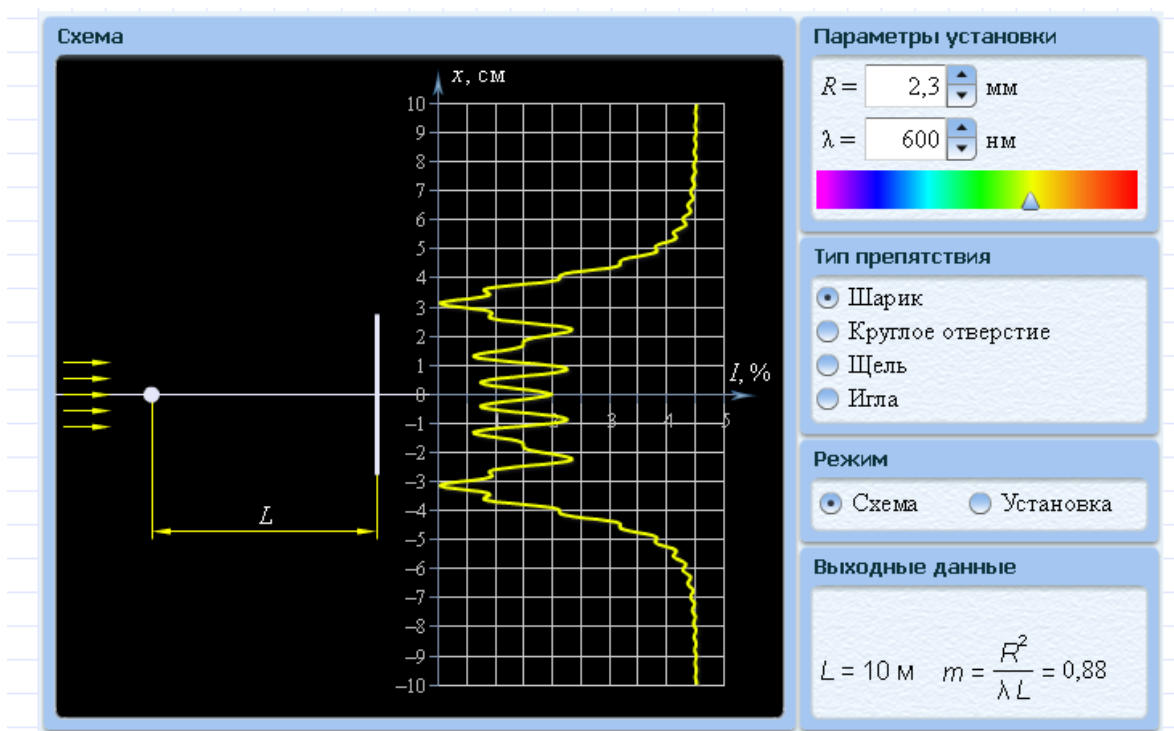 Схема
x, см
10
9
8
7
6
5
4
3
2
1
0
−1
−2
−3
−4
−5
−6
−7
−8
−9
−10
I, %
2
3
4
5
L
Параметры установки
R = 2,3 мм
λ = 600 нм
Тип препятствия
Шарик
Круглое отверстие
Щель
Игла
Режим
Схема Установка
Выходные данные
L = 10 м m = R² / λ L = 0,88